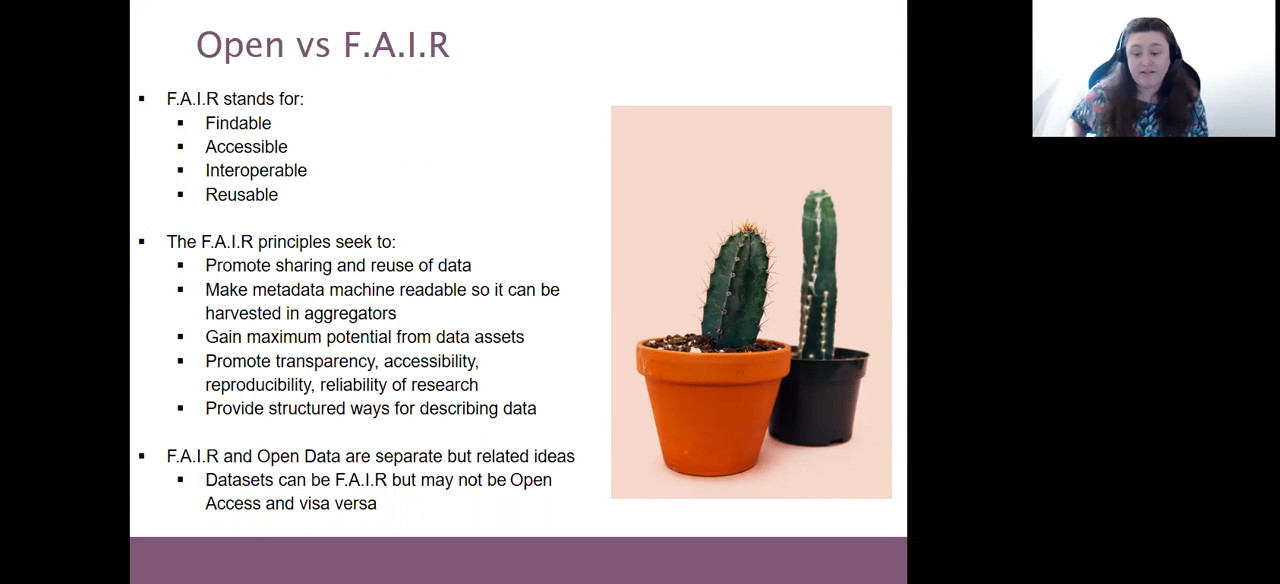 Open vs F.A.I.R
F.A.I.R stands for:
Findable
Accessible
Interoperable
Reusable
The F.A.I.R principles seek to:
Promote sharing and reuse of data
Make metadata machine readable so it can be
harvested in aggregators
Gain maximum potential from data assets
Promote transparency, accessibility,
reproducibility, reliability of research
Provide structured ways for describing data
F.A.I.R and Open Data are separate but related ideas
Datasets can be F.A.I.R but may not be Open
Access and visa versa